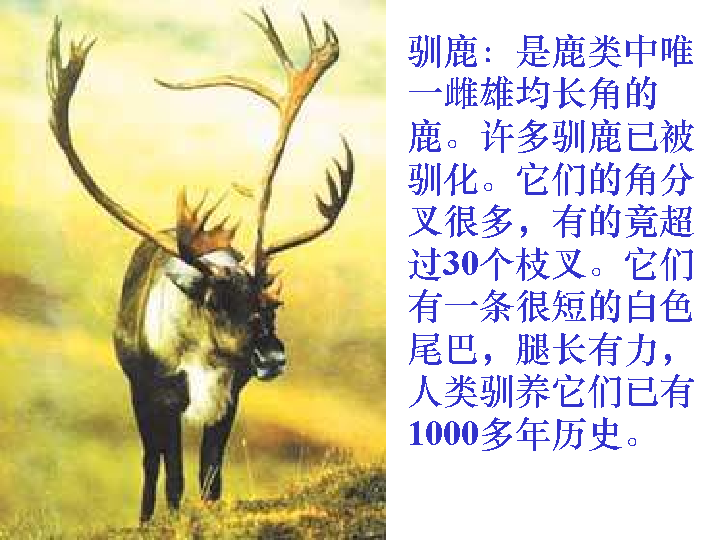 驯鹿：是鹿类中唯
一雌雄均长角的
鹿。许多驯鹿已被
驯化。它们的角分
叉很多，有的竟超
过30个枝叉。它们
有一条很短的白色
尾巴，腿长有力，
人类驯养它们已有
1000多年历史。